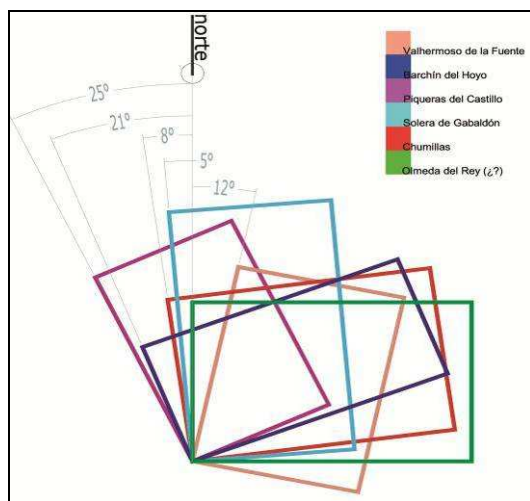 norte
25º
21º
8º
5º
12º
Valhermoso de la Fuente
Barchín del Hoyo
Piqueras del Castillo
Solera de Gabaldón
Chumillas
Olmeda del Rey (¿?)